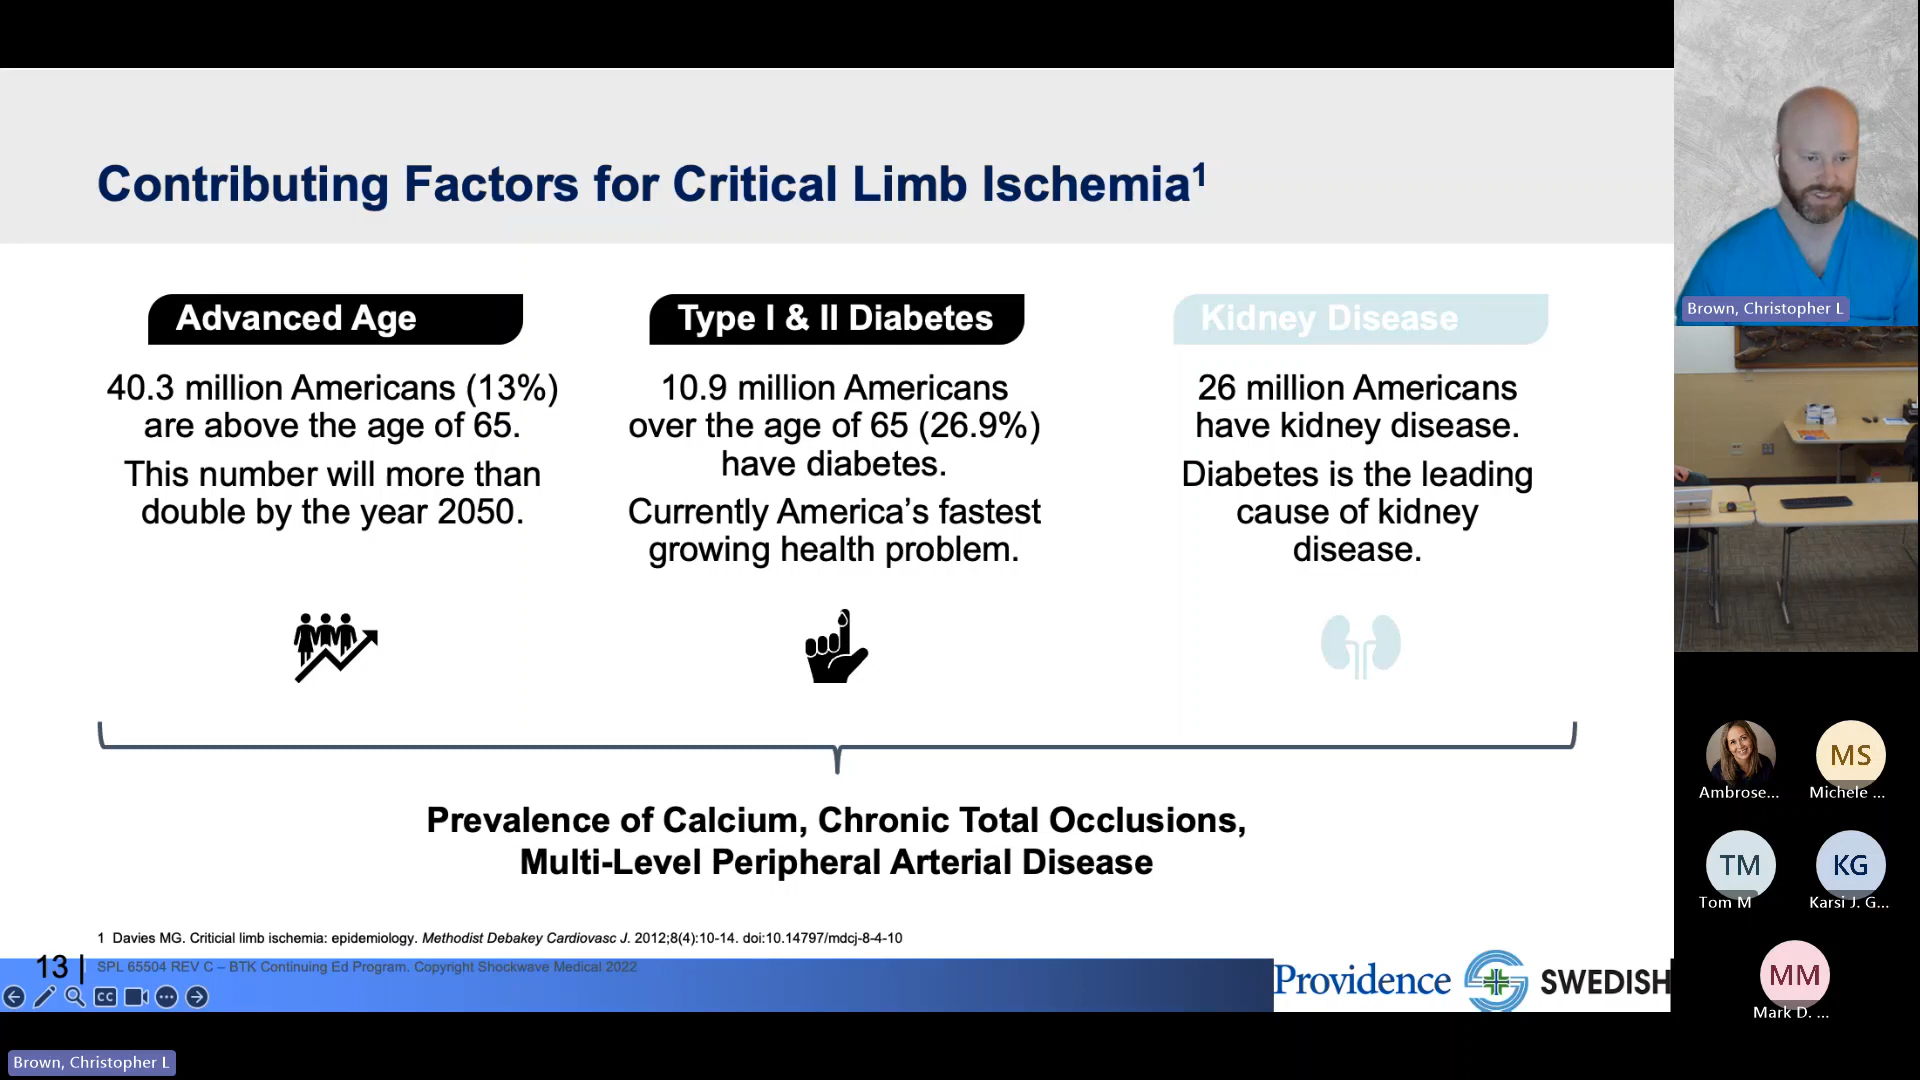 Contributing Factors for Critical Limb Ischemia1
Advanced Age
40.3 million Americans (13%)
are above the age of 65.
This number will more than
double by the year 2050.
Type I & II Diabetes
10.9 million Americans
over the age of 65 (26.9%)
have diabetes.
Currently America's fastest
growing health problem.
Kidney Disease
26 million Americans
have kidney disease.
Diabetes is the leading
cause of kidney
disease.
Prevalence of Calcium, Chronic Total Occlusions,
Multi-Level Peripheral Arterial Disease
1 Davies MG. Criticial limb ischemia: epidemiology. Methodist Debakey Cardiovasc J. 2012;8(4):10-14. doi:10.14797/mdcj-8-4-10
13 |
SPL 65504 REV C – BTK Continuing Ed Program. Copyright Shockwave Medical 2022
CC
Providence
SWEDISH
Brown, Christopher L
Brown, Christopher L
Ambrose...
MS
Michele ...
TM
Tom M
KG
Karsi J. G...
MM
Mark D. ...